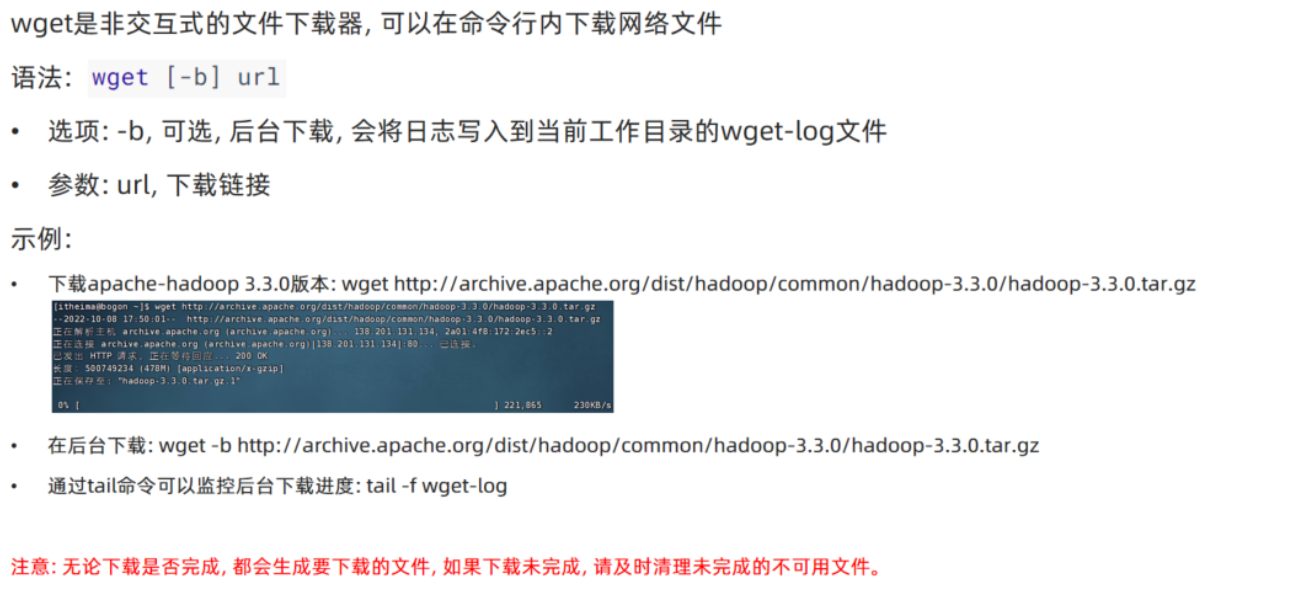 wget是非交互式的文件下载器, 可以在命令行内下载网络文件
语法: wget [-b] url
• 选项: -b, 可选, 后台下载, 会将日志写入到当前工作目录的wget-log文件
• 参数: url, 下载链接
示例:
• 下载apache-hadoop 3.3.0版本: wget http://archive.apache.org/dist/hadoop/common/hadoop-3.3.0/hadoop-3.3.0.tar.gz
[itheima@bogon ~]$ wget http://archive.apache.org/dist/hadoop/common/hadoop-3.3.0/hadoop-3.3.0.tar.gz
--2022-10-08 17:50:01--  http://archive.apache.org/dist/hadoop/common/hadoop-3.3.0/hadoop-3.3.0.tar.gz
正在解析主机 archive.apache.org (archive.apache.org)... 138.201.131.134, 2a01:4f8:172:2ec5::2
正在连接 archive.apache.org (archive.apache.org)|138.201.131.134|:80... 已连接。
已发出 HTTP 请求，正在等待回应... 200 OK
长度：500749234 (478M) [application/x-gzip]
正在保存至: "hadoop-3.3.0.tar.gz.1"
0% [ ] 221,865 230KB/s
• 在后台下载: wget -b http://archive.apache.org/dist/hadoop/common/hadoop-3.3.0/hadoop-3.3.0.tar.gz
• 通过tail命令可以监控后台下载进度: tail -f wget-log
注意: 无论下载是否完成, 都会生成要下载的文件, 如果下载未完成, 请及时清理未完成的不可用文件。